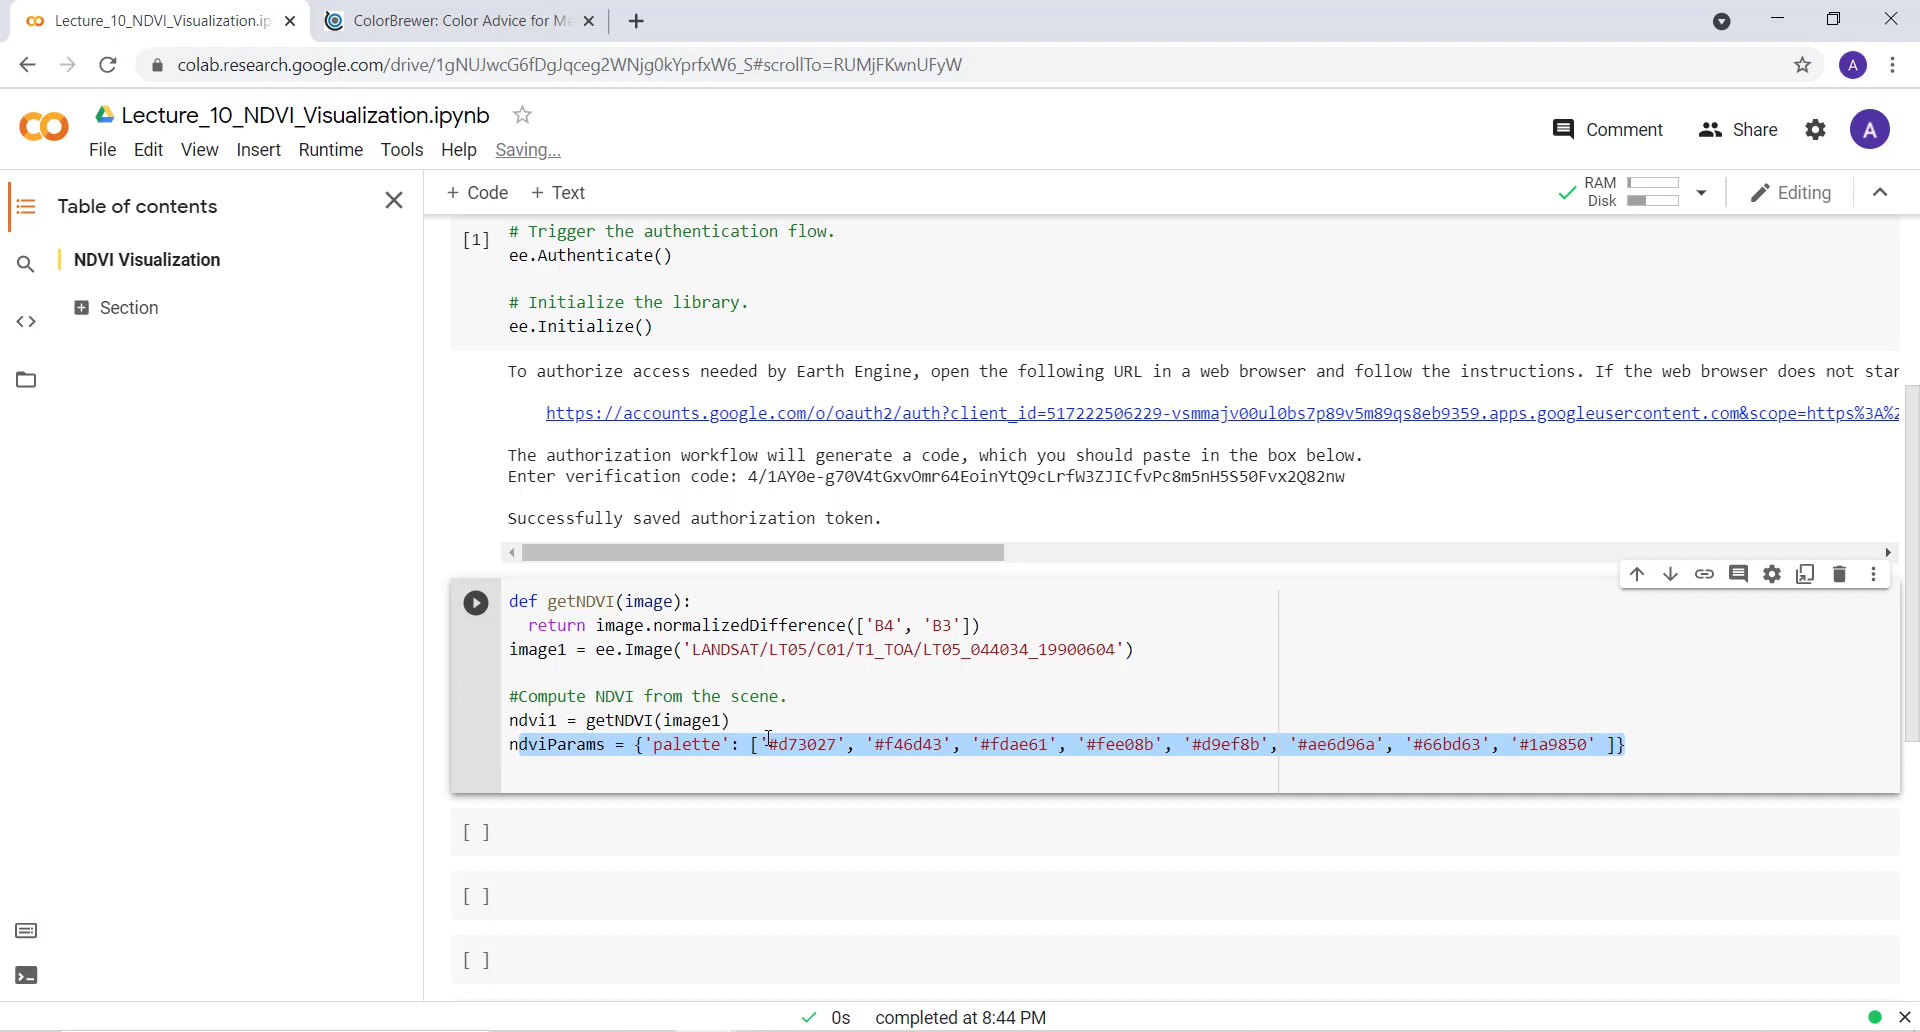 Lecture_10_NDVI_Visualization.ip
ColorBrewer: Color Advice for Ma
colab.research.google.com/drive/1gNUJwcG6fDgJqceg2WNjg0kYprfxW6_S#scrollTo=RUMjFKwnUFyW
A
Lecture_10_NDVI_Visualization.ipynb
Comment
Share
A
File Edit View Insert Runtime Tools Help Saving...
Table of contents
+ Code + Text
RAM
Disk
Editing
NDVI Visualization
Section
[1]
# Trigger the authentication flow.
ee.Authenticate()
# Initialize the library.
ee.Initialize()
To authorize access needed by Earth Engine, open the following URL in a web browser and follow the instructions. If the web browser does not star
https://accounts.google.com/o/oauth2/auth?client_id=517222506229-vsmmajv00ul0bs7p89v5m89qs8eb9359.apps.googleusercontent.com&scope=https%3A%2
The authorization workflow will generate a code, which you should paste in the box below.
Enter verification code: 4/1AY0e-g70V4tGxvOmr64EoinYtQ9cLrfW3ZJICfvPc8m5nH5S50Fvx2Q82nw
Successfully saved authorization token.
def getNDVI(image):
return image.normalizedDifference(['B4', 'B3'])
image1 = ee.Image('LANDSAT/LT05/C01/T1_TOA/LT05_044034_19900604')
#Compute NDVI from the scene.
ndvi1 = getNDVI(image1)
ndviParams = {'palette': ['#d73027', '#f46d43', '#fdae61', '#fee08b', '#d9ef8b', '#ae6d96a', '#66bd63', '#1a9850' ]}
[ ]
[ ]
[ ]
0s completed at 8:44 PM